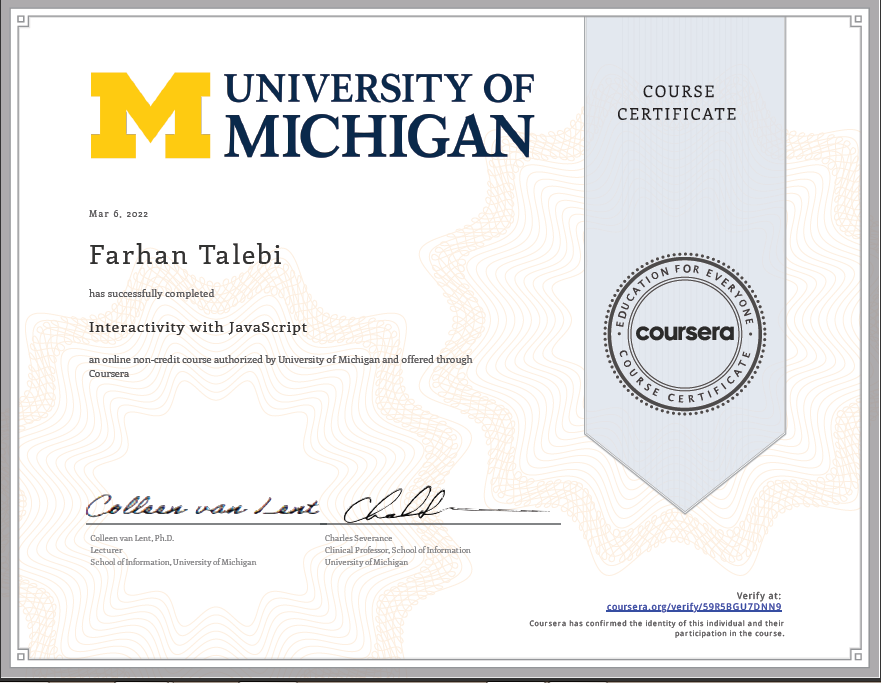 UNIVERSITY OF
MICHIGAN
COURSE
CERTIFICATE
Mar 6, 2022
Farhan Talebi
has successfully completed
Interactivity with JavaScript
an online non-credit course authorized by University of Michigan and offered through
Coursera
EDUCATION FOR EVERYONE
coursera
COURSE CERTIFICATE
Colleen van Lent
Colleen van Lent, Ph.D.
Lecturer
School of Information, University of Michigan
Charles Severance
Clinical Professor, School of Information
University of Michigan
Verify at:
coursera.org/verify/59R5BGU7DNN9
Coursera has confirmed the identity of this individual and their
participation in the course.